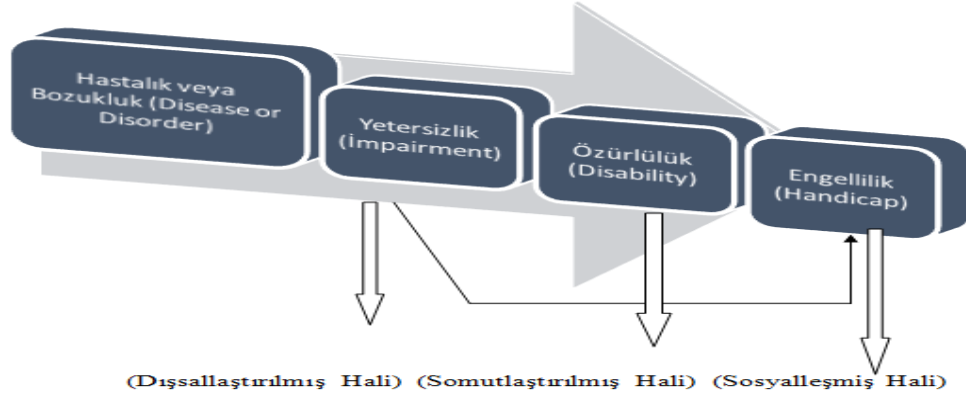 Hastalık veya
Bozukluk (Disease or
Disorder)
Yetersizlik
(İmpairment)
Özürlülük
(Disability)
Engellilik
(Handicap)
(Dışsallaştırılmış Hali) (Somutlaştırılmış Hali) (Sosyalleşmiş Hali)